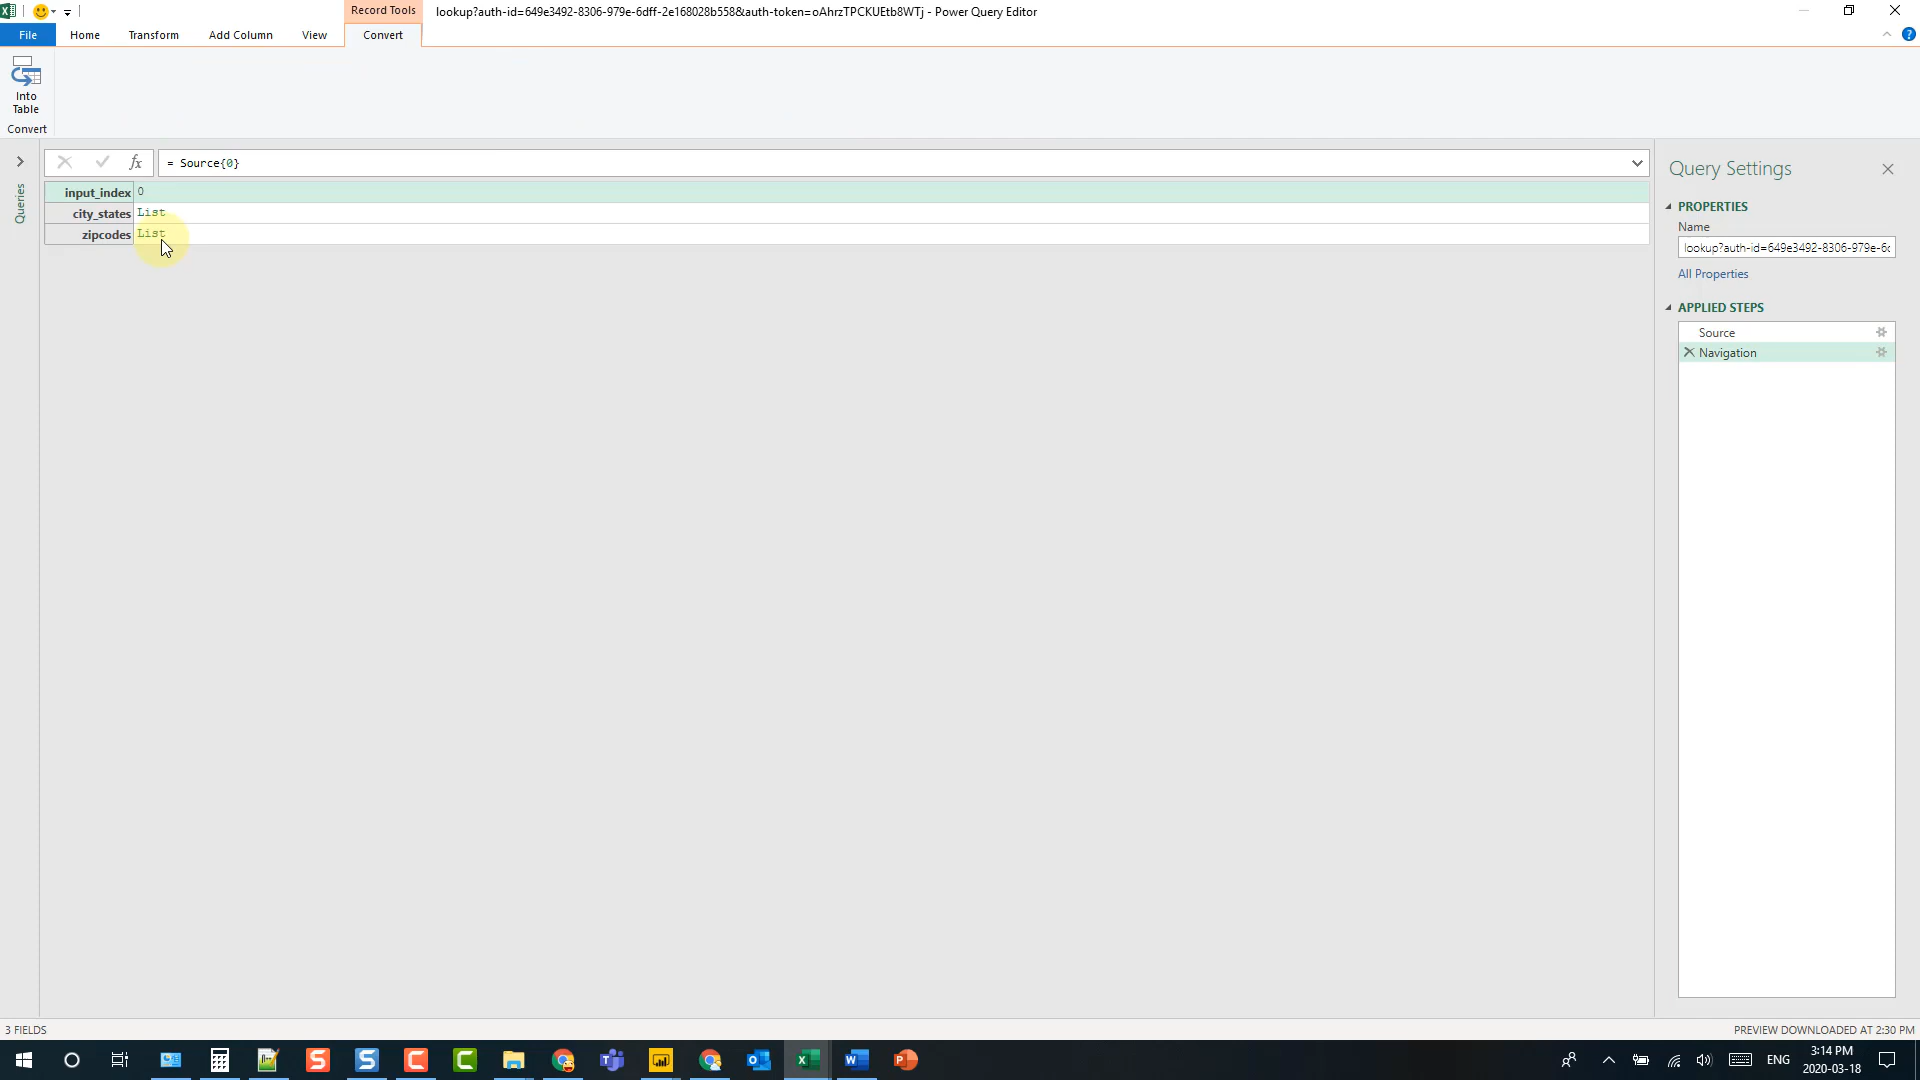 Record Tools
lookup?auth-id=649e3492-8306-979e-6dff-2e168028b558&auth-token=oAhrzTPCKUEtb8WTj - Power Query Editor
File
Home
Transform
Add Column
View
Convert
?
Into
Table
Convert
fx
= Source{0}
Queries
input_index
0
city_states
List
zipcodes
List
Query Settings
PROPERTIES
Name
lookup?auth-id=649e3492-8306-979e-6c
All Properties
APPLIED STEPS
Source
Navigation
3 FIELDS
PREVIEW DOWNLOADED AT 2:30 PM
ENG
3:14 PM
2020-03-18